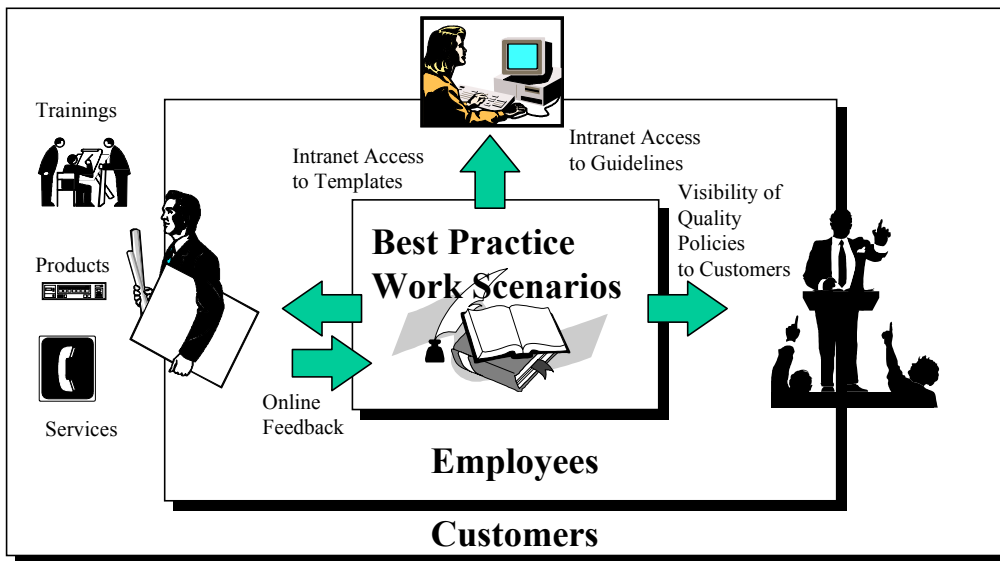 Trainings
Intranet Access
to Templates
Intranet Access
to Guidelines
Visibility of
Quality
Policies
to Customers
Best Practice
Work Scenarios
Products
Online
Feedback
Services
Employees
Customers